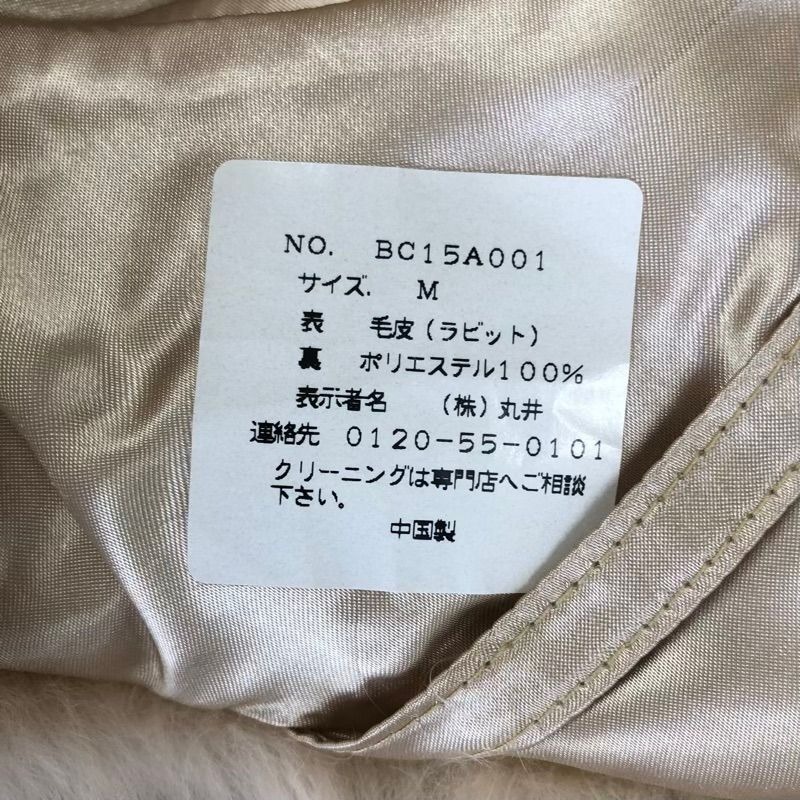 NO. BC15A001
サイズ. M
表 毛皮(ラビット)
裏 ポリエステル100%
表示者名 (株)丸井
連絡先 0120-55-0101
クリーニングは専門店へご相談
下さい。
中国製